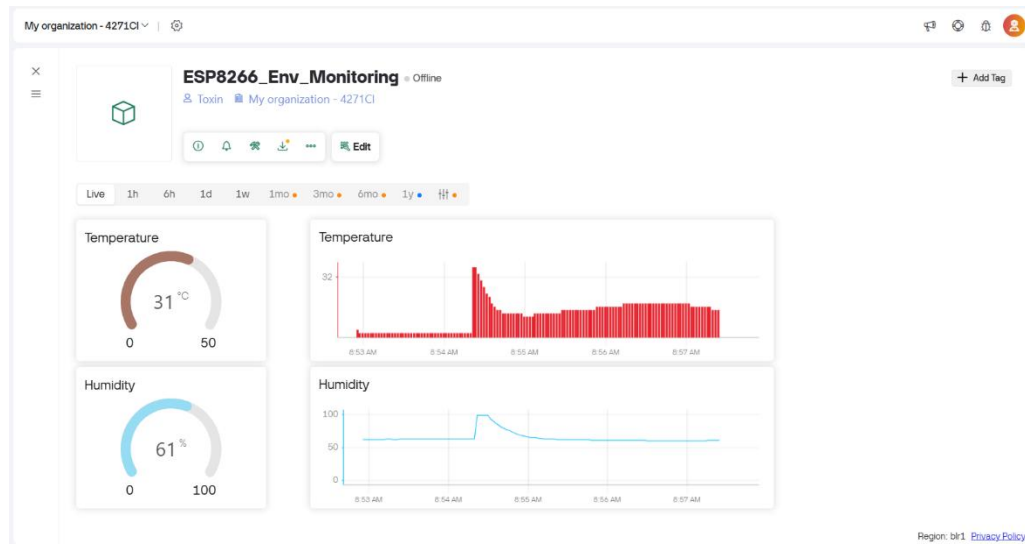 My organization - 4271CI
ESP8266_Env_Monitoring Offline
Toxin My organization - 4271CI
Add Tag
Edit
Live 1h 6h 1d 1w 1mo 3mo 6mo 1y
Temperature
31 °C
0 50
Temperature
32
8:53 AM 8:54 AM 8:55 AM 8:56 AM 8:57 AM
Humidity
61 %
0 100
Humidity
100
50
0
8:53 AM 8:54 AM 8:55 AM 8:56 AM 8:57 AM
Region: blr1 Privacy Policy